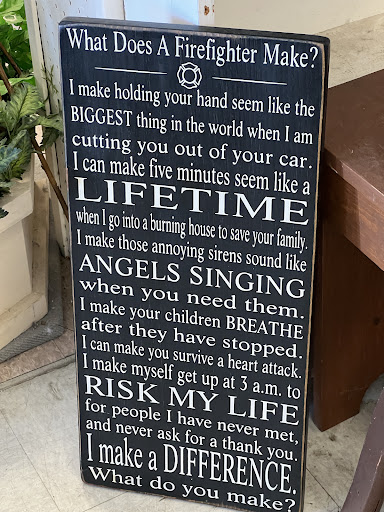 What Does A Firefighter Make?
I make holding your hand seem like the
BIGGEST thing in the world when I am
cutting you out of your car.
I can make five minutes seem like a
LIFETIME
when I go into a burning house to save your family.
I make those annoying sirens sound like
ANGELS SINGING
when you need them.
I make your children BREATHE
after they have stopped.
I can make you survive a heart attack.
I make myself get up at 3 a.m. to
RISK MY LIFE
for people I have never met,
and never ask for a thank you.
I make a DIFFERENCE.
What do you make?